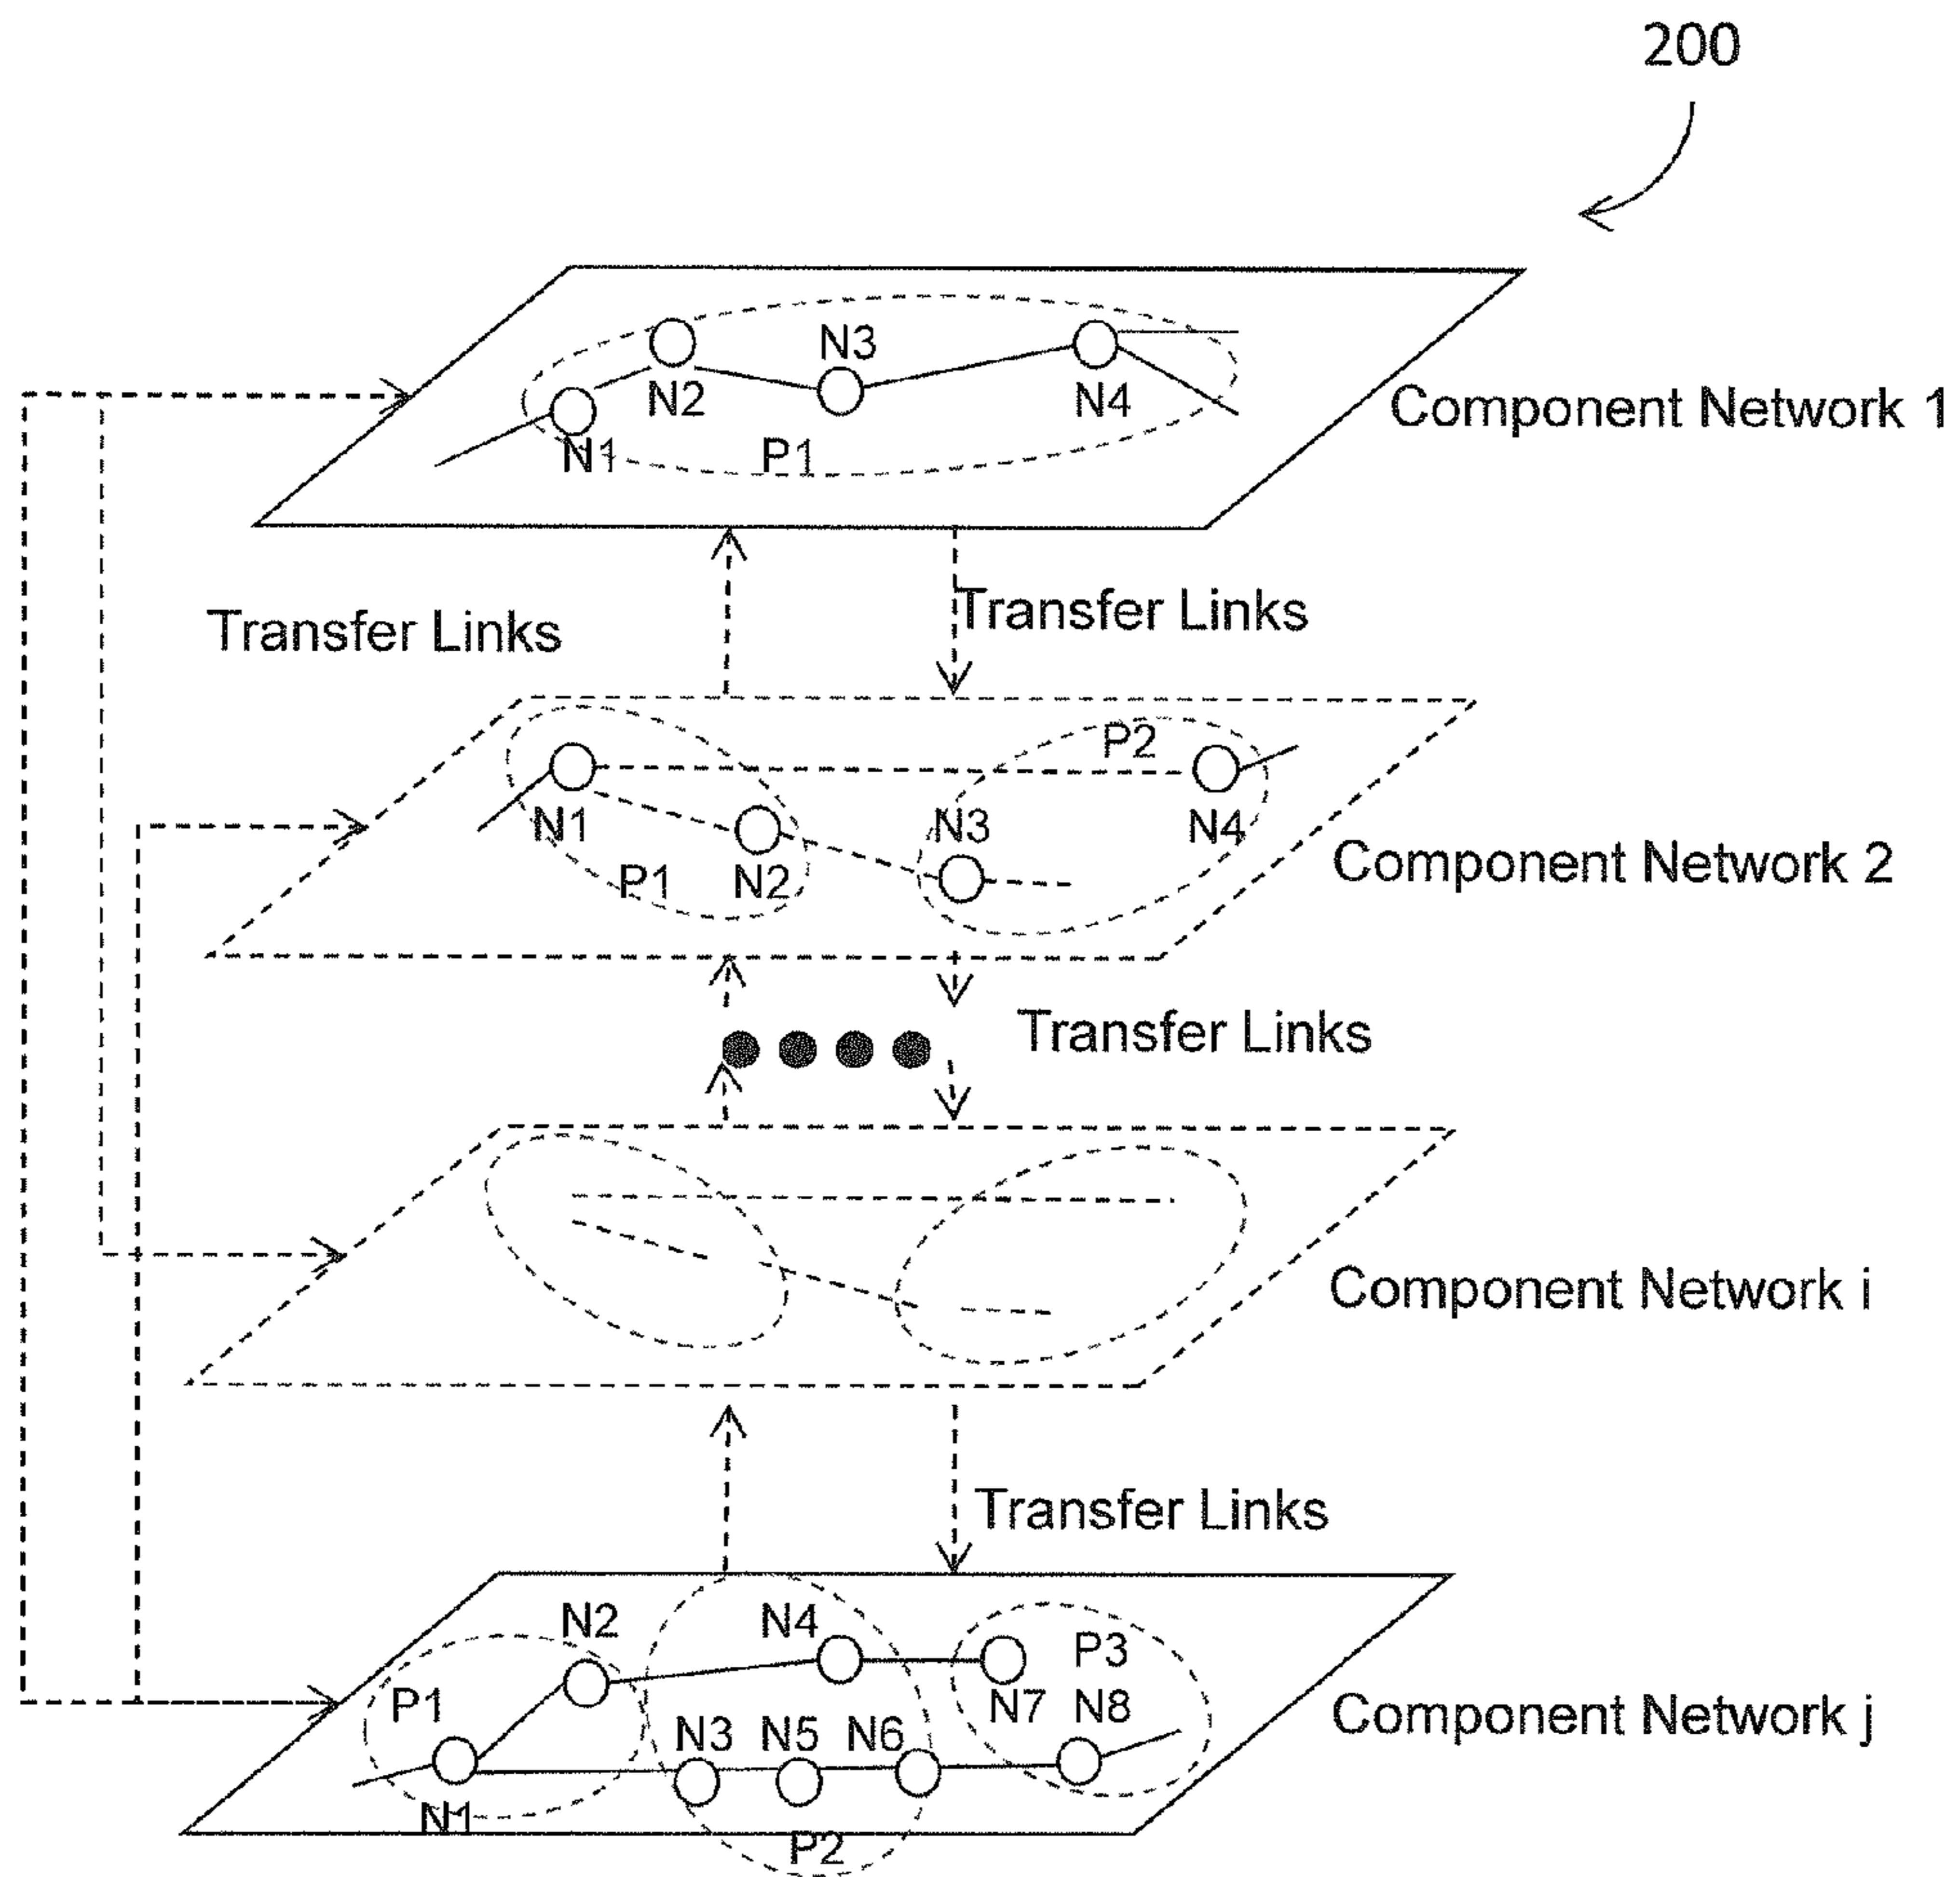 200
N3
N2
N4
Component Network 1
N1
P1
Transfer Links
Transfer Links
P2
N1
N3
N4
Component Network 2
P1
N2
Transfer Links
Component Network i
Transfer Links
N2
N4
P3
P1
N7
N8
Component Network j
N3
N5
N6
N1
P2